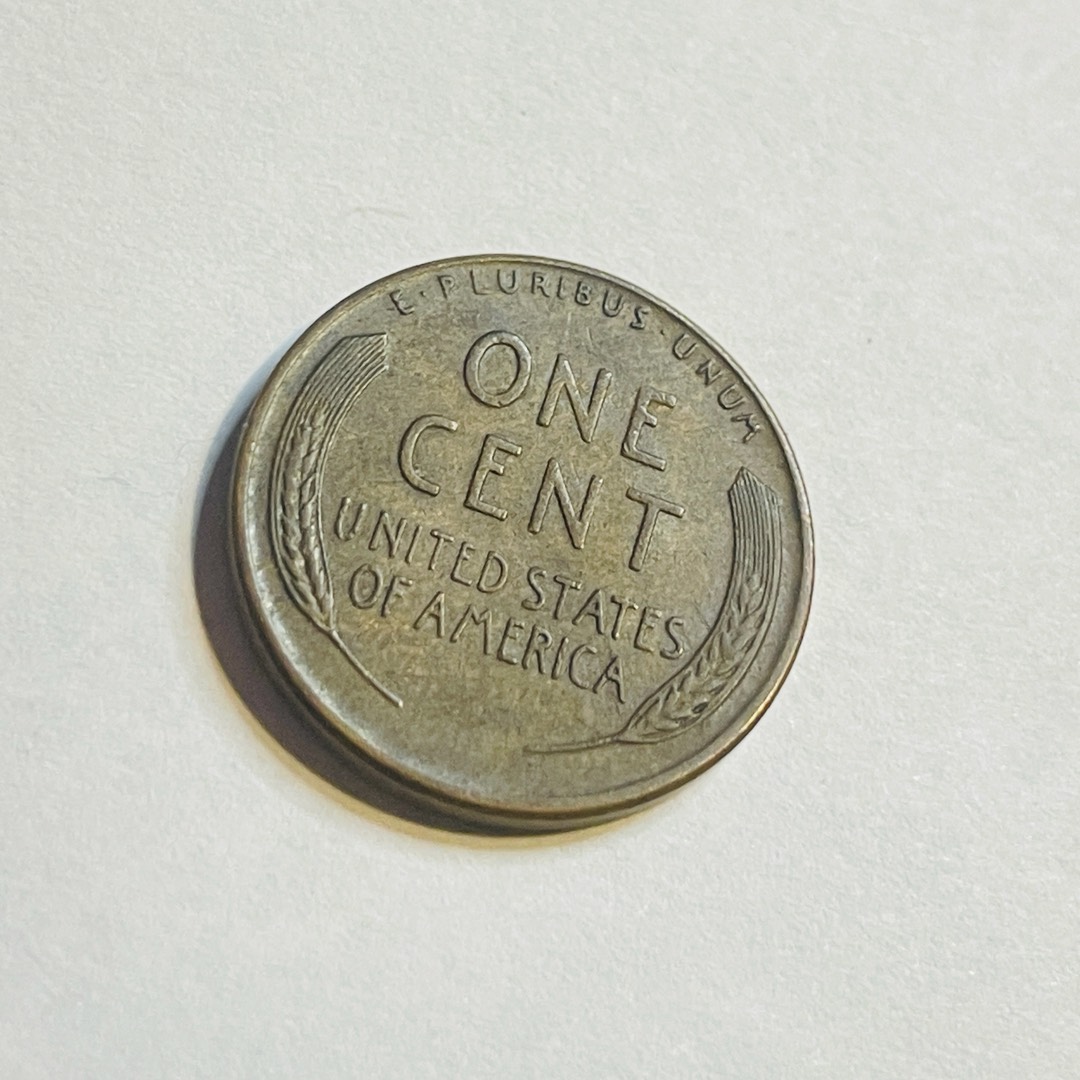 E·PLURIBUS·UNUM
ONE
CENT
UNITED STATES
OF AMERICA